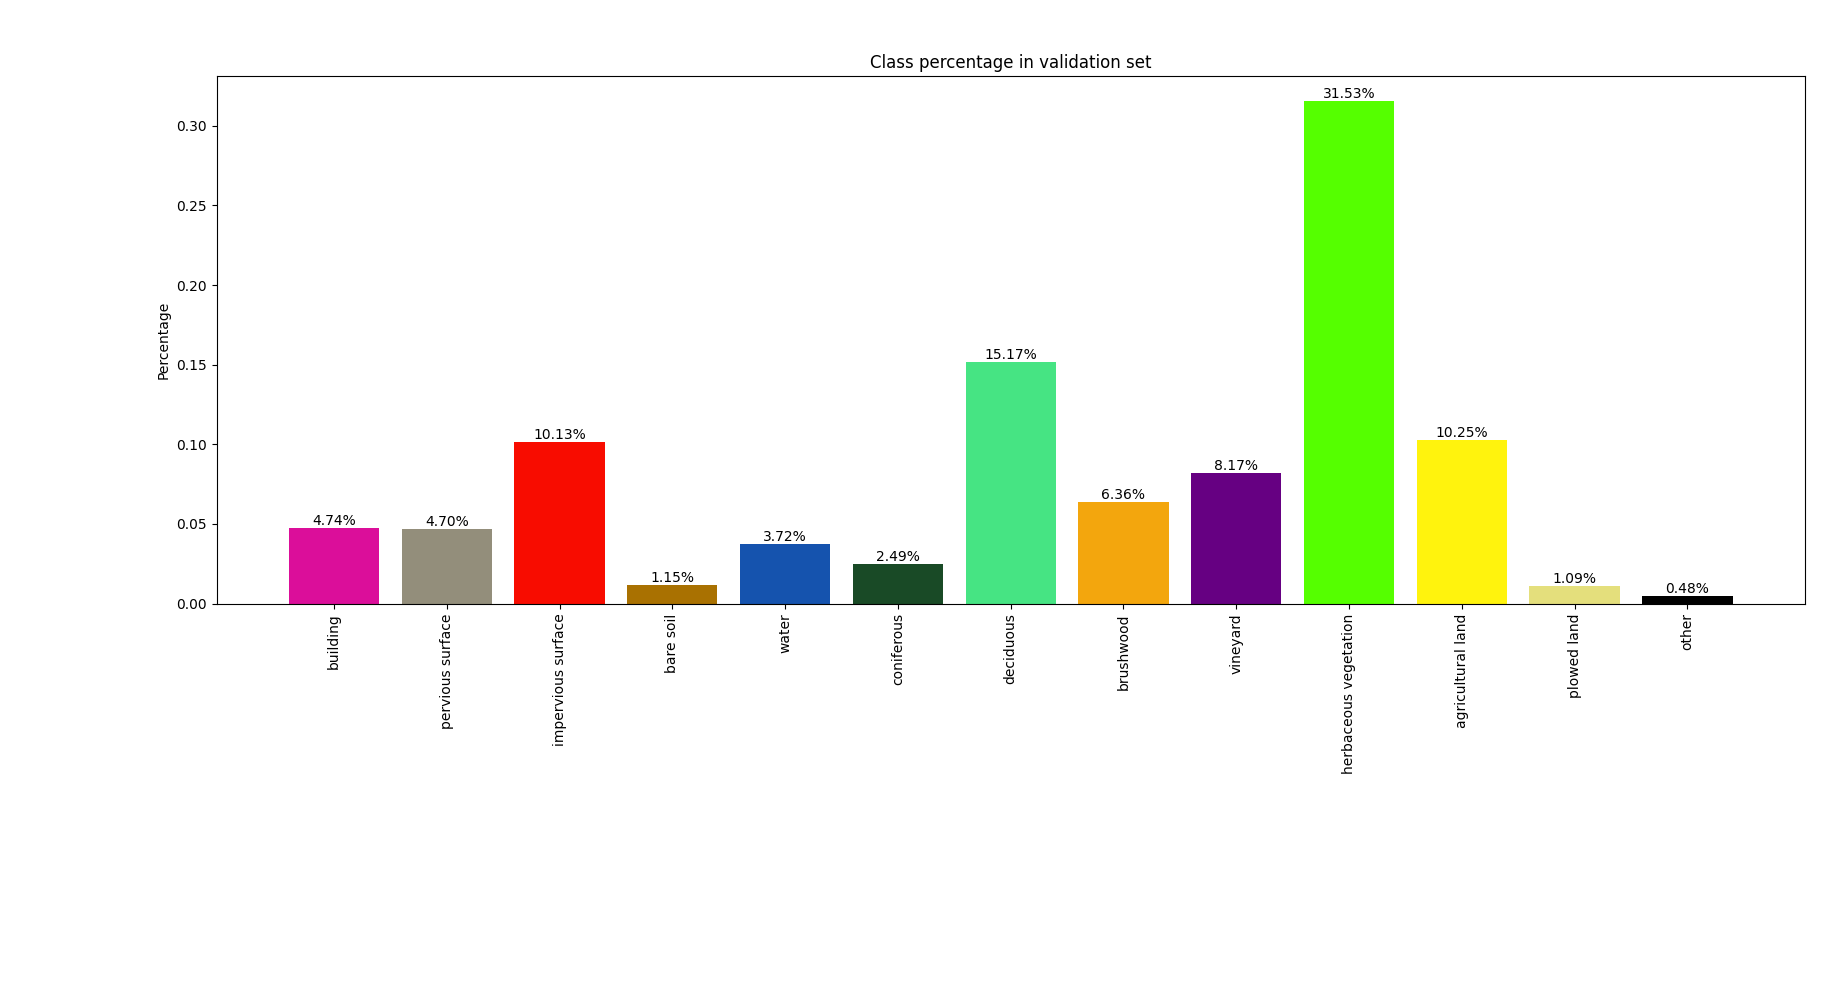 Class percentage in validation set
Percentage
0.30
0.25
0.20
0.15
0.10
0.05
0.00
4.74%
4.70%
10.13%
1.15%
3.72%
2.49%
15.17%
6.36%
8.17%
31.53%
10.25%
1.09%
0.48%
building
pervious surface
impervious surface
bare soil
water
coniferous
deciduous
brushwood
vineyard
herbaceous vegetation
agricultural land
plowed land
other